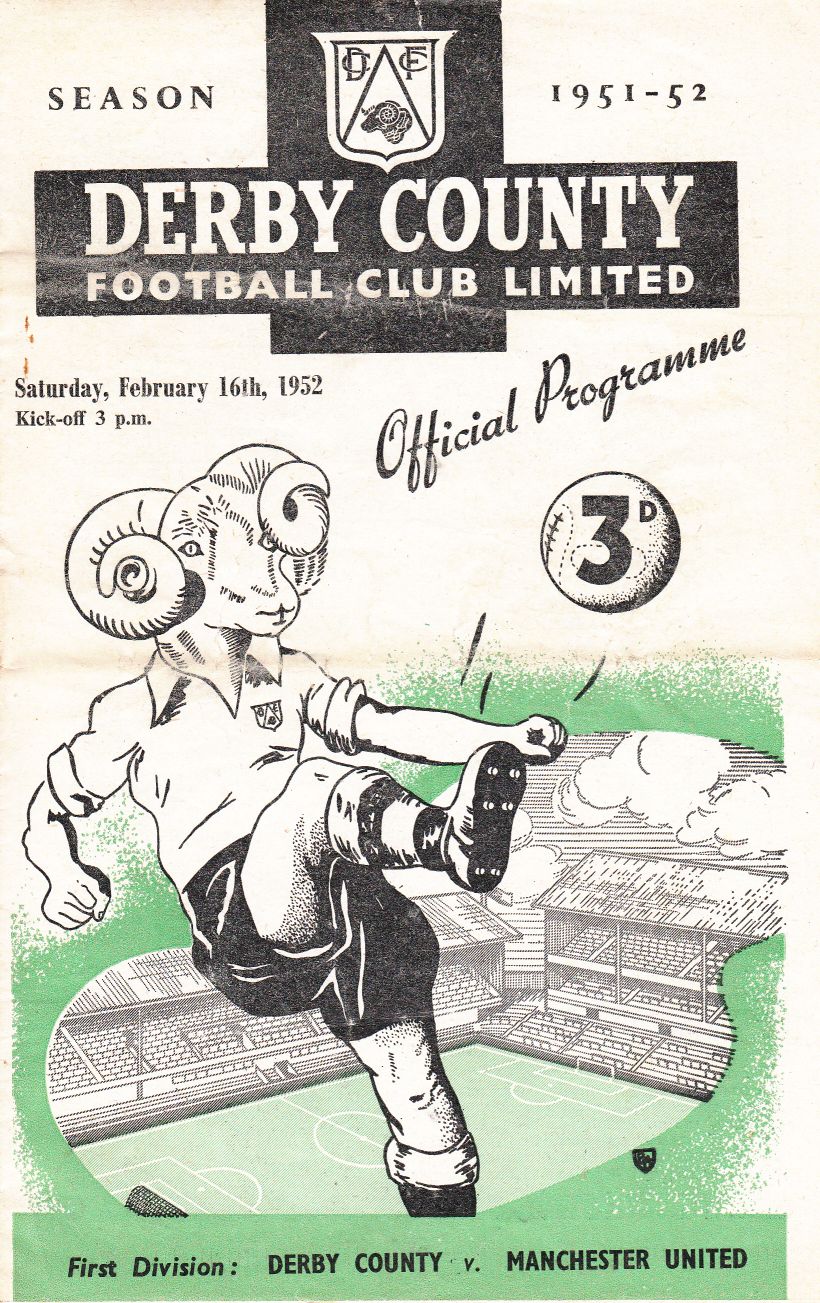 D C F C
SEASON 1951-52
DERBY COUNTY
FOOTBALL CLUB LIMITED
Saturday, February 16th, 1952
Kick-off 3 p.m.
Official Programme
3D
First Division: DERBY COUNTY v. MANCHESTER UNITED